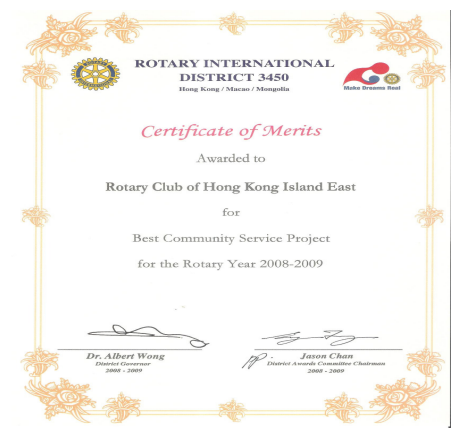 ROTARY INTERNATIONAL
DISTRICT 3450
Hong Kong / Macao / Mongolia
Make Dreams Real
Certificate of Merits
Awarded to
Rotary Club of Hong Kong Island East
for
Best Community Service Project
for the Rotary Year 2008-2009
Dr. Albert Wong
District Governor
2008 - 2009
pp.
Jason Chan
District Awards Committee Chairman
2008 - 2009